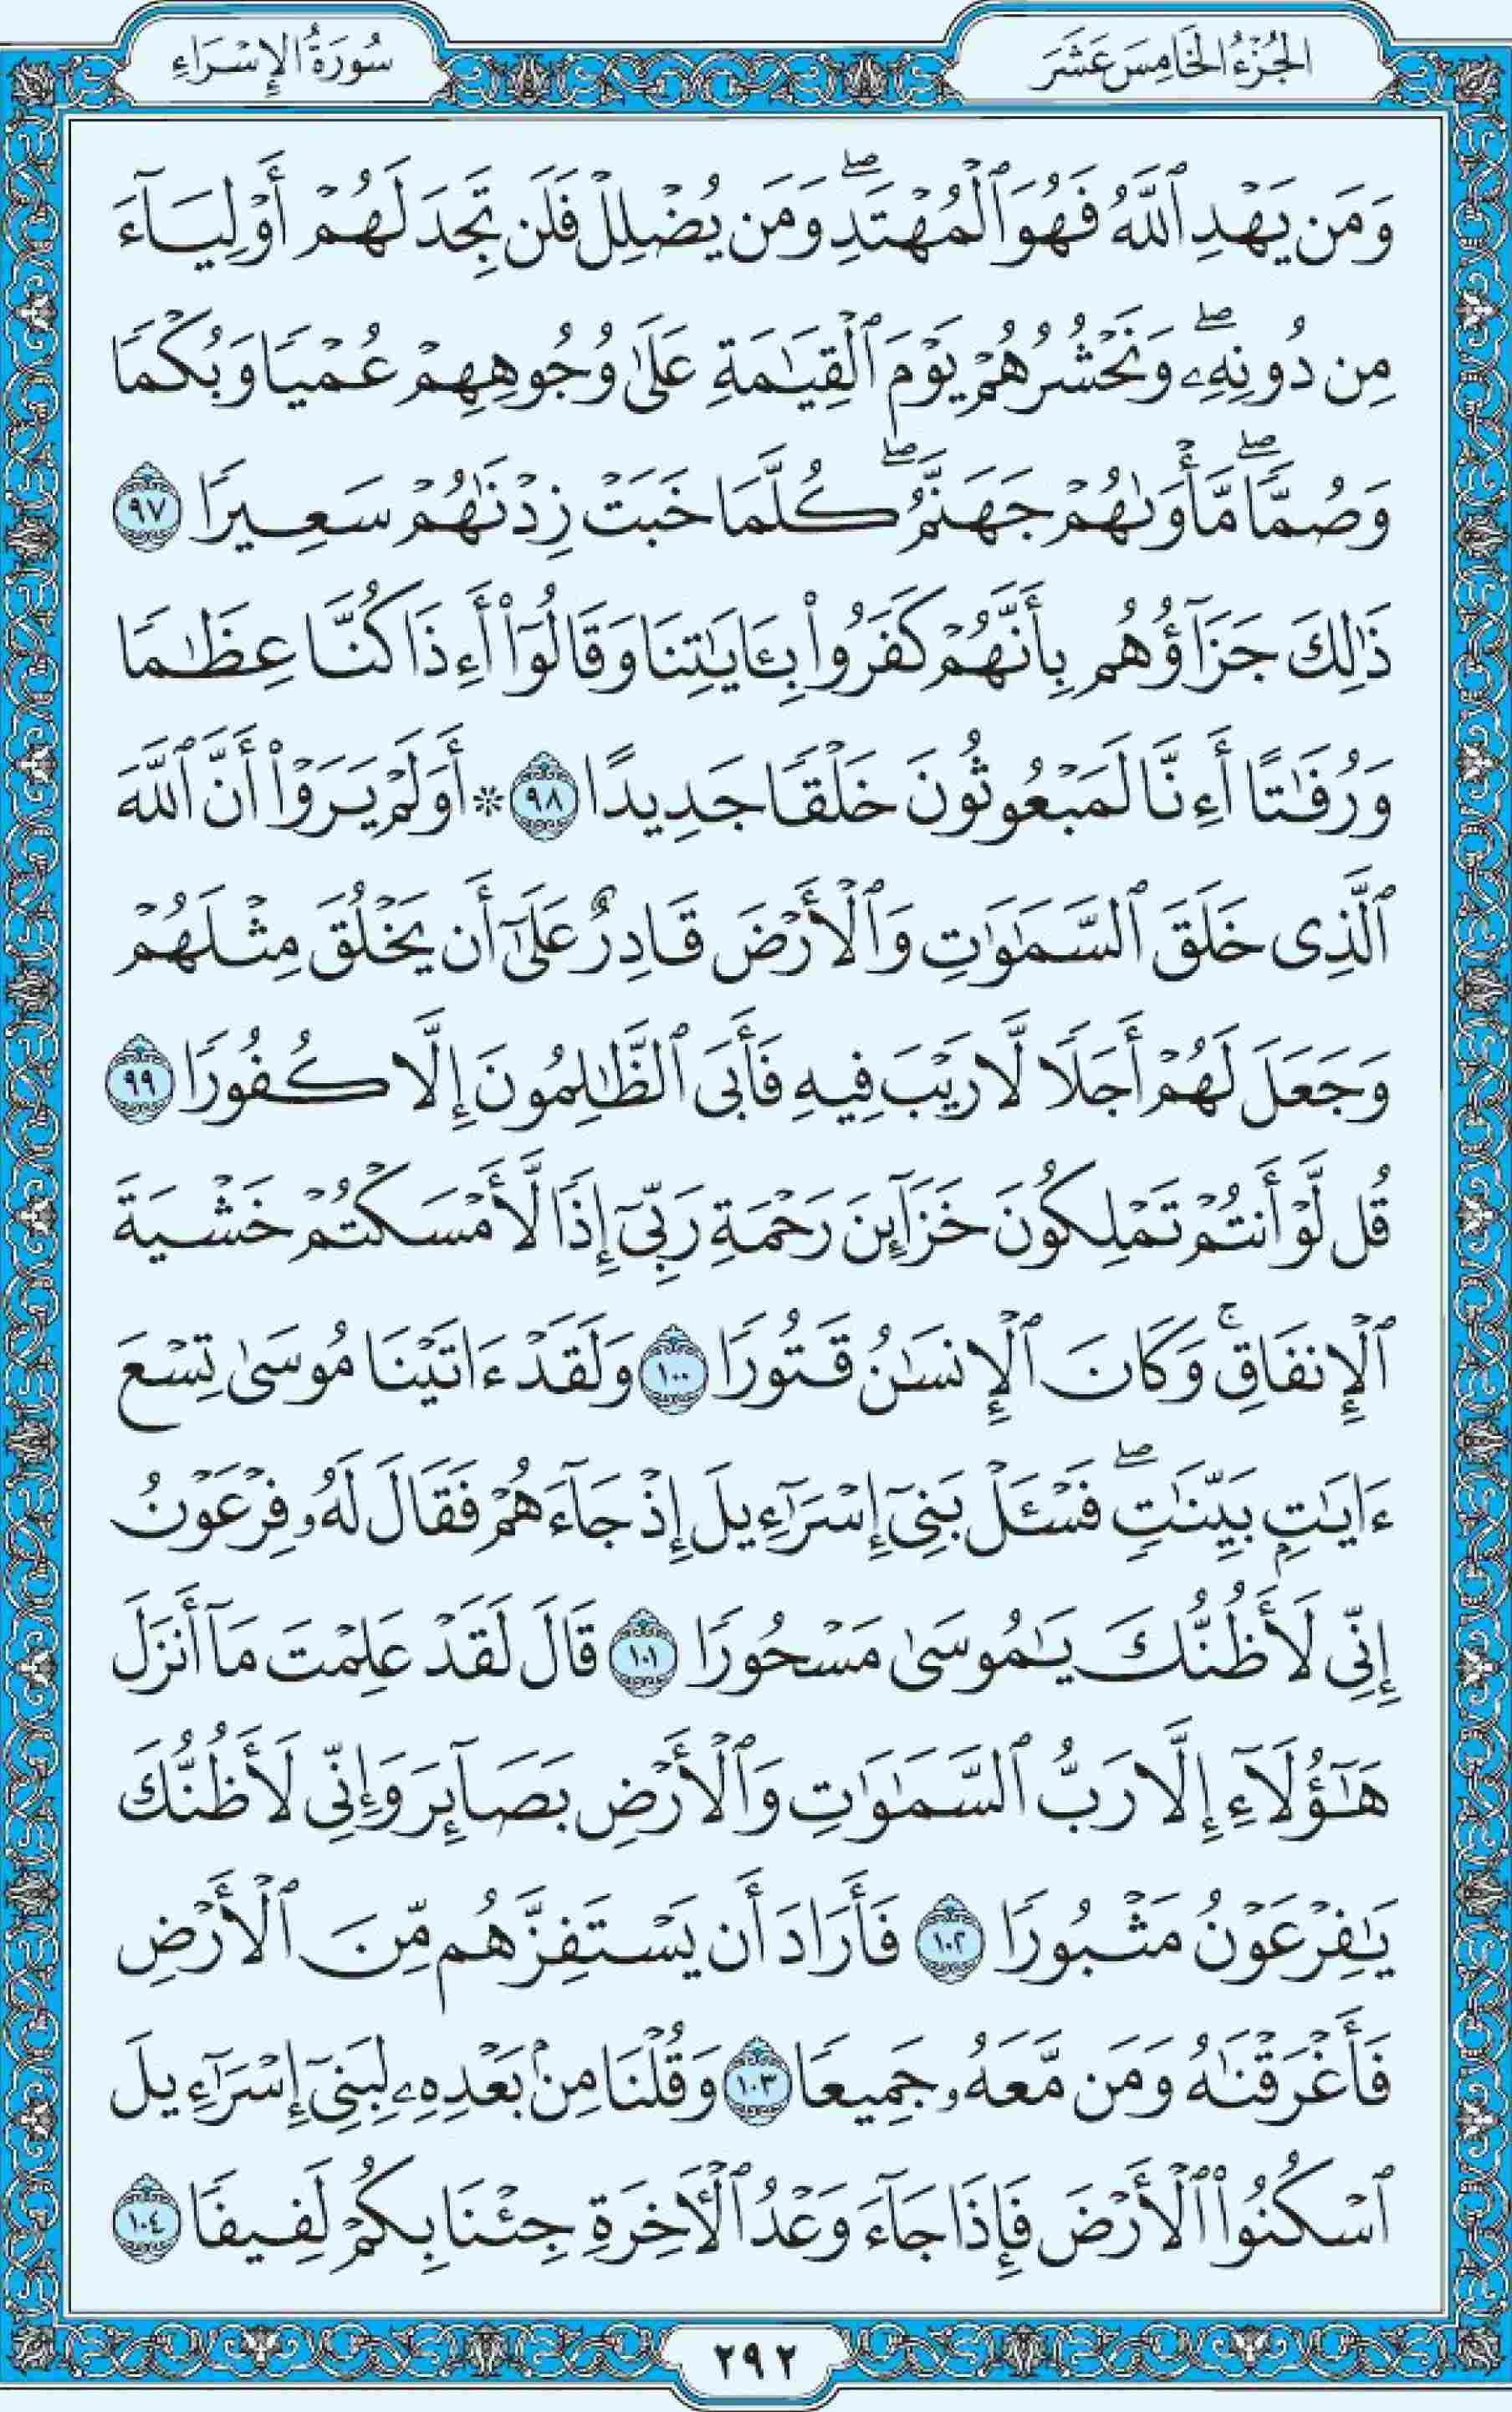 الجُزْءُ الخَامِسَ عَشَرَ
سُورَةُ الإِسْرَاءِ
وَمَن يَهْدِ ٱللَّهُ فَهُوَ ٱلْمُهْتَدِۖ وَمَن يُضْلِلْ فَلَن تَجِدَ لَهُمْ أَوْلِيَآءَ
مِن دُونِهِۦۖ وَنَحْشُرُهُمْ يَوْمَ ٱلْقِيَٰمَةِ عَلَىٰ وُجُوهِهِمْ عُمْيًا وَبُكْمًا
وَصُمًّاۖ مَّأْوَىٰهُمْ جَهَنَّمُۖ كُلَّمَا خَبَتْ زِدْنَٰهُمْ سَعِيرًا ٩٧
ذَٰلِكَ جَزَآؤُهُم بِأَنَّهُمْ كَفَرُوا۟ بِـَٔايَٰتِنَا وَقَالُوٓا۟ أَءِذَا كُنَّا عِظَٰمًا
وَرُفَٰتًا أَءِنَّا لَمَبْعُوثُونَ خَلْقًا جَدِيدًا ٩٨ ۞ أَوَلَمْ يَرَوْا۟ أَنَّ ٱللَّهَ
ٱلَّذِى خَلَقَ ٱلسَّمَٰوَٰتِ وَٱلْأَرْضَ قَادِرٌ عَلَىٰٓ أَن يَخْلُقَ مِثْلَهُمْ
وَجَعَلَ لَهُمْ أَجَلًا لَّا رَيْبَ فِيهِ فَأَبَى ٱلظَّٰلِمُونَ إِلَّا كُفُورًا ٩٩
قُل لَّوْ أَنتُمْ تَمْلِكُونَ خَزَآئِنَ رَحْمَةِ رَبِّىٓ إِذًا لَّأَمْسَكْتُمْ خَشْيَةَ
ٱلْإِنفَاقِۚ وَكَانَ ٱلْإِنسَٰنُ قَتُورًا ١٠٠ وَلَقَدْ ءَاتَيْنَا مُوسَىٰ تِسْعَ
ءَايَٰتٍۭ بَيِّنَٰتٍۖ فَسْـَٔلْ بَنِىٓ إِسْرَٰٓءِيلَ إِذْ جَآءَهُمْ فَقَالَ لَهُۥ فِرْعَوْنُ
إِنِّى لَأَظُنُّكَ يَٰمُوسَىٰ مَسْحُورًا ١٠١ قَالَ لَقَدْ عَلِمْتَ مَآ أَنزَلَ
هَٰٓؤُلَآءِ إِلَّا رَبُّ ٱلسَّمَٰوَٰتِ وَٱلْأَرْضِ بَصَآئِرَ وَإِنِّى لَأَظُنُّكَ
يَٰفِرْعَوْنُ مَثْبُورًا ١٠٢ فَأَرَادَ أَن يَسْتَفِزَّهُم مِّنَ ٱلْأَرْضِ
فَأَغْرَقْنَٰهُ وَمَن مَّعَهُۥ جَمِيعًا ١٠٣ وَقُلْنَا مِنۢ بَعْدِهِۦ لِبَنِىٓ إِسْرَٰٓءِيلَ
ٱسْكُنُوا۟ ٱلْأَرْضَ فَإِذَا جَآءَ وَعْدُ ٱلْأَخِرَةِ جِئْنَا بِكُمْ لَفِيفًا ١٠٤
٢٩٢